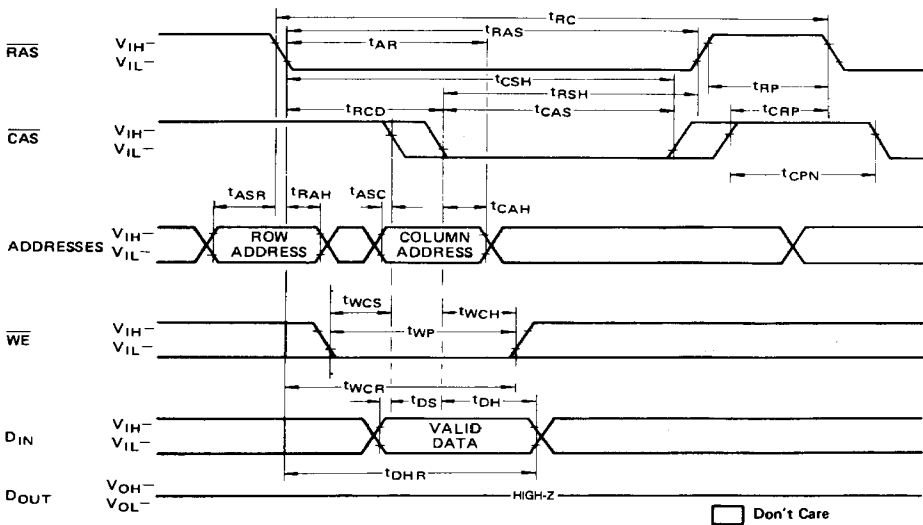 tRC
tRAS
tAR
RAS VIH–
VIL–
tCSH
tRSH
tRP
tRCD
tCAS
tCRP
CAS VIH–
VIL–
tCPN
tASR
tRAH
tASC
tCAH
ADDRESSES VIH–
VIL–
ROW ADDRESS
COLUMN ADDRESS
tWCS
tWCH
tWP
WE VIH–
VIL–
tWCR
tDS
tDH
DIN VIH–
VIL–
VALID DATA
tDHR
DOUT VOH–
VOL–
HIGH-Z
Don't Care